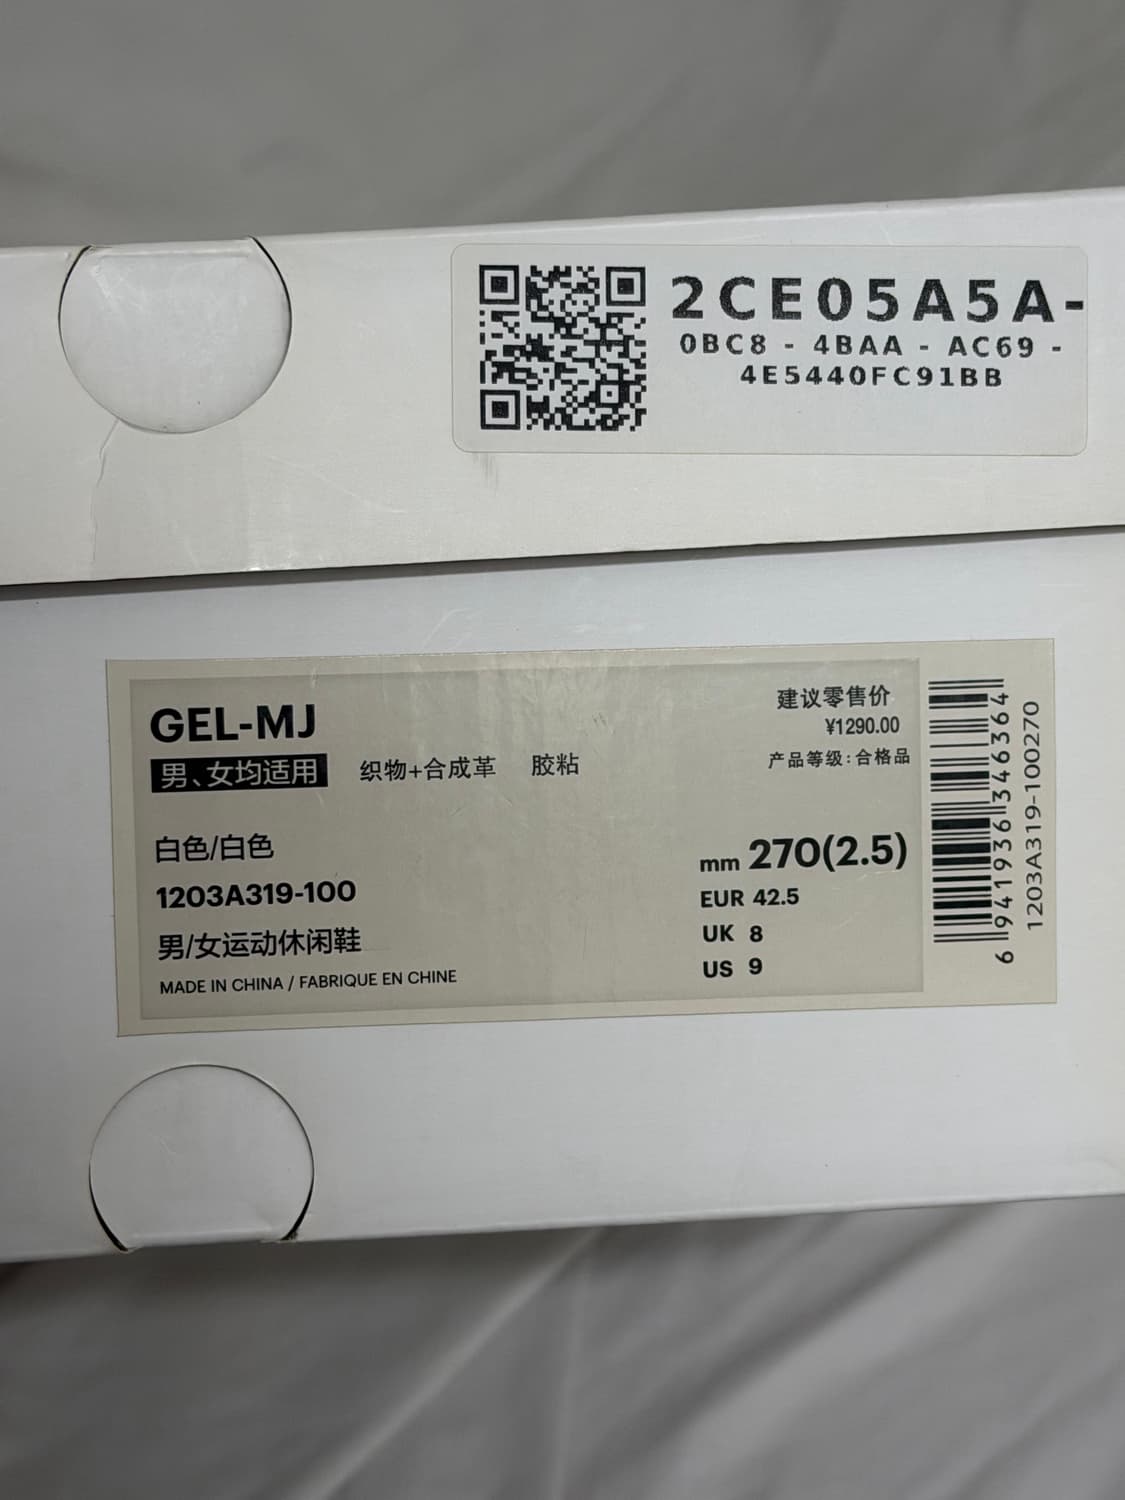 2CE05A5A-
0BC8 - 4BAA - AC69 -
4E5440FC91BB
GEL-MJ
男、女均适用 织物+合成革 胶粘
建议零售价
¥1290.00
产品等级:合格品
白色/白色
1203A319-100
男/女运动休闲鞋
MADE IN CHINA / FABRIQUE EN CHINE
mm 270(2.5)
EUR 42.5
UK 8
US 9
6941936346364
1203A319-100270